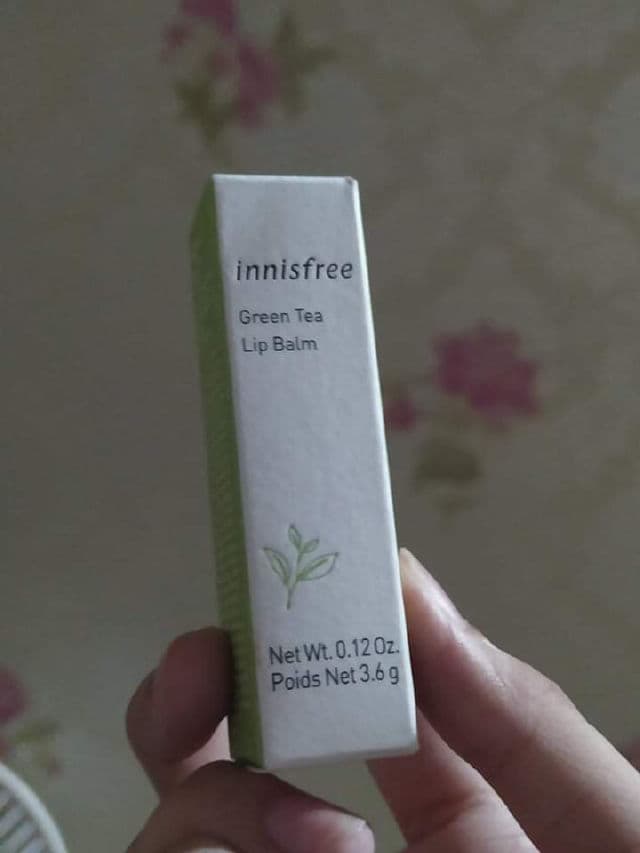 innisfree
Green Tea
Lip Balm
Net Wt. 0.12 Oz.
Poids Net 3.6 g